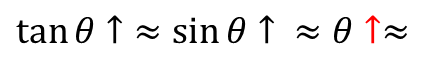 tan θ ↑ ≈ sin θ ↑ ≈ θ ↑≈